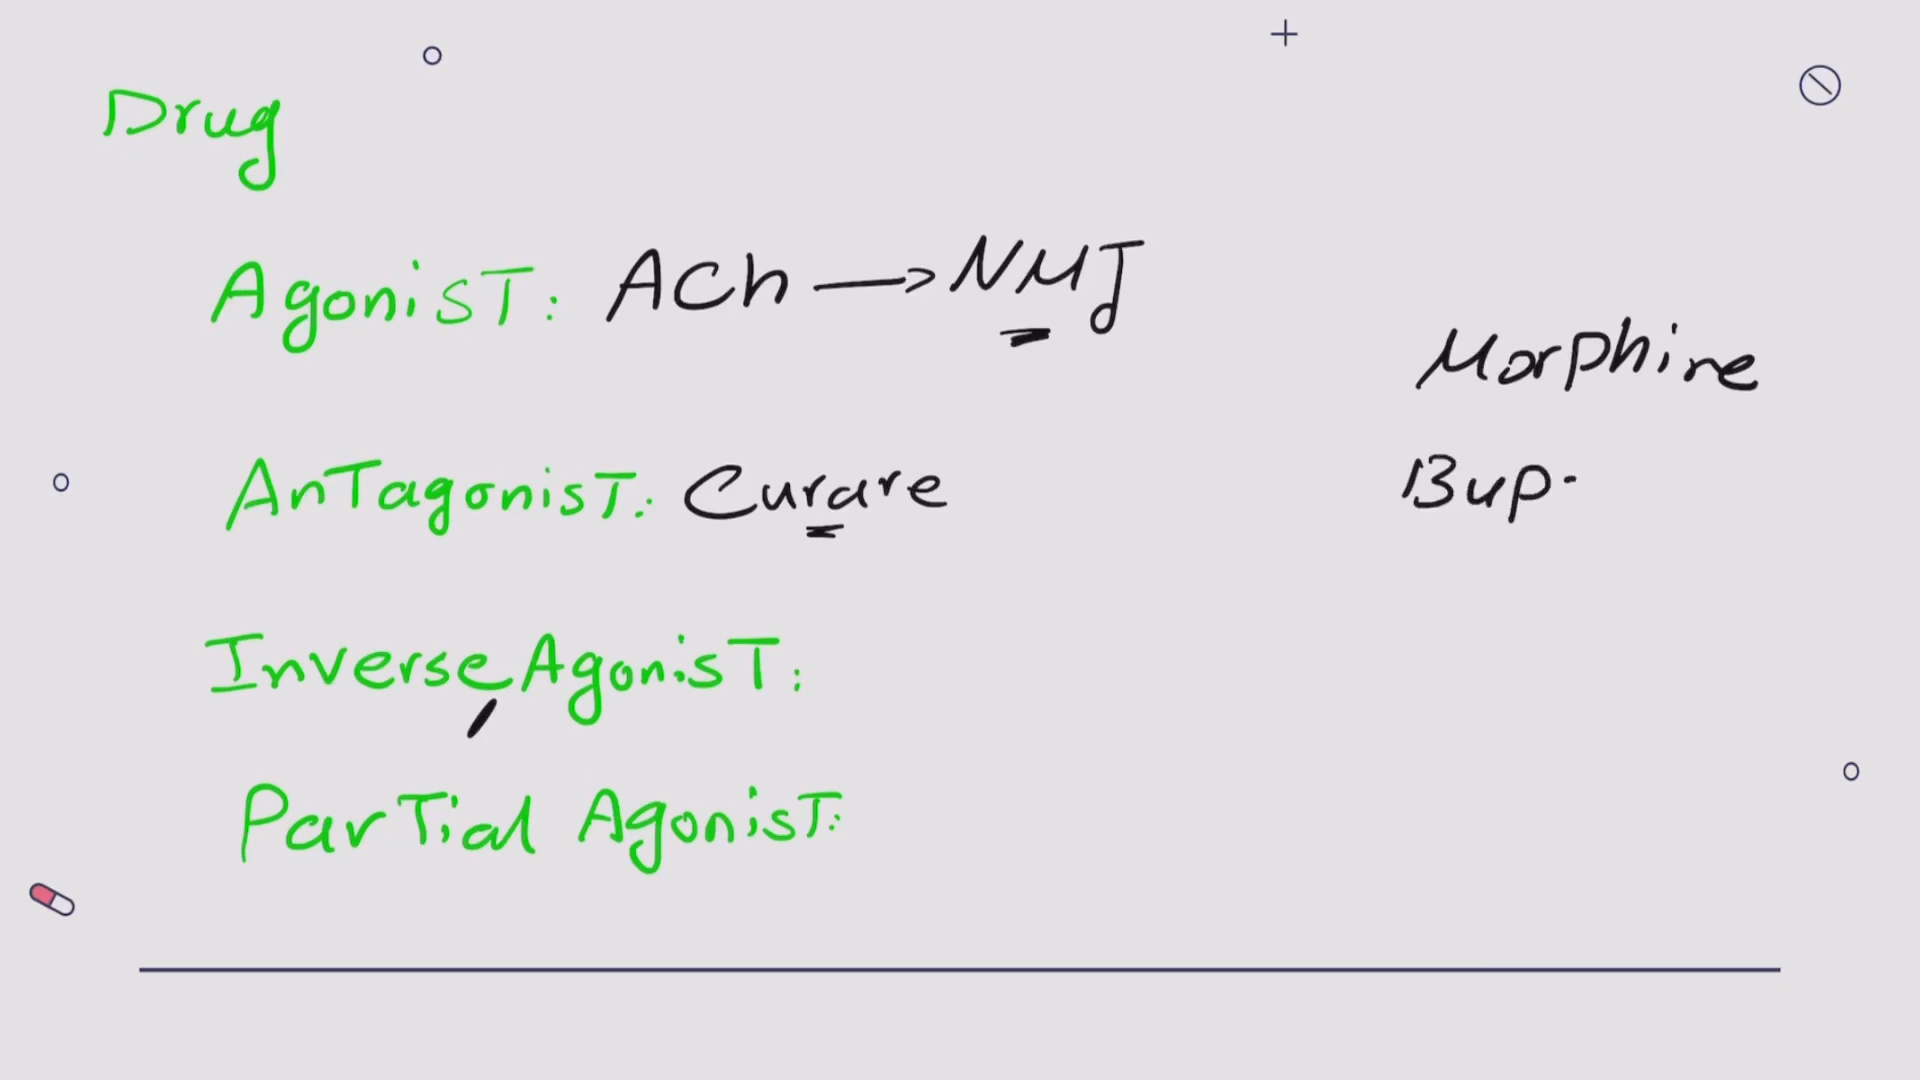 Drug
Agonist: ACh → NMJ
Antagonist: Curare
Inverse Agonist:
Partial Agonist:
Morphine
Bup.